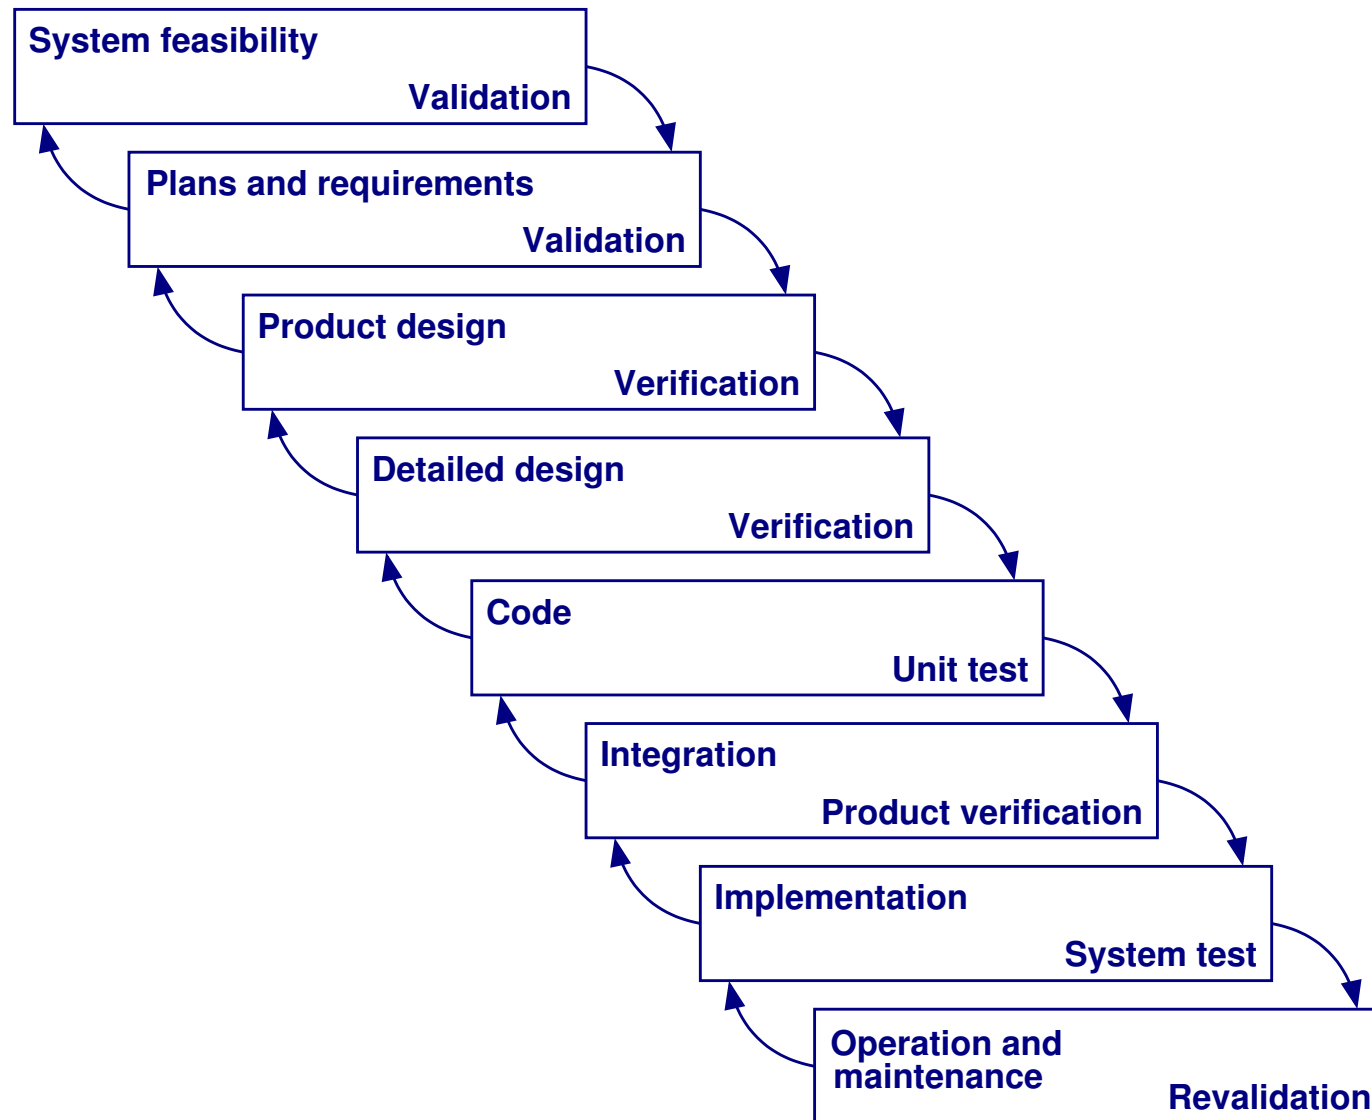 System feasibility
Validation
Plans and requirements
Validation
Product design
Verification
Detailed design
Verification
Code
Unit test
Integration
Product verification
Implementation
System test
Operation and
maintenance
Revalidation